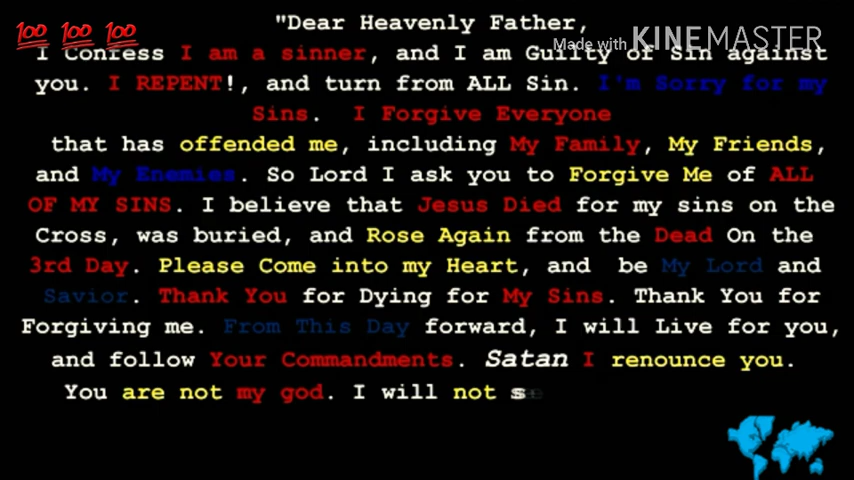 "Dear Heavenly Father,
Made with KINEMASTER
💯 💯 💯
I Confess I am a sinner, and I am Guilty of Sin against
you. I REPENT!, and turn from ALL Sin. I'm Sorry for my
Sins. I Forgive Everyone
that has offended me, including My Family, My Friends,
and My Enemies. So Lord I ask you to Forgive Me of ALL
OF MY SINS. I believe that Jesus Died for my sins on the
Cross, was buried, and Rose Again from the Dead On the
3rd Day. Please Come into my Heart, and be My Lord and
Savior. Thank You for Dying for My Sins. Thank You for
Forgiving me. From This Day forward, I will Live for you,
and follow Your Commandments. Satan I renounce you.
You are not my god. I will not se